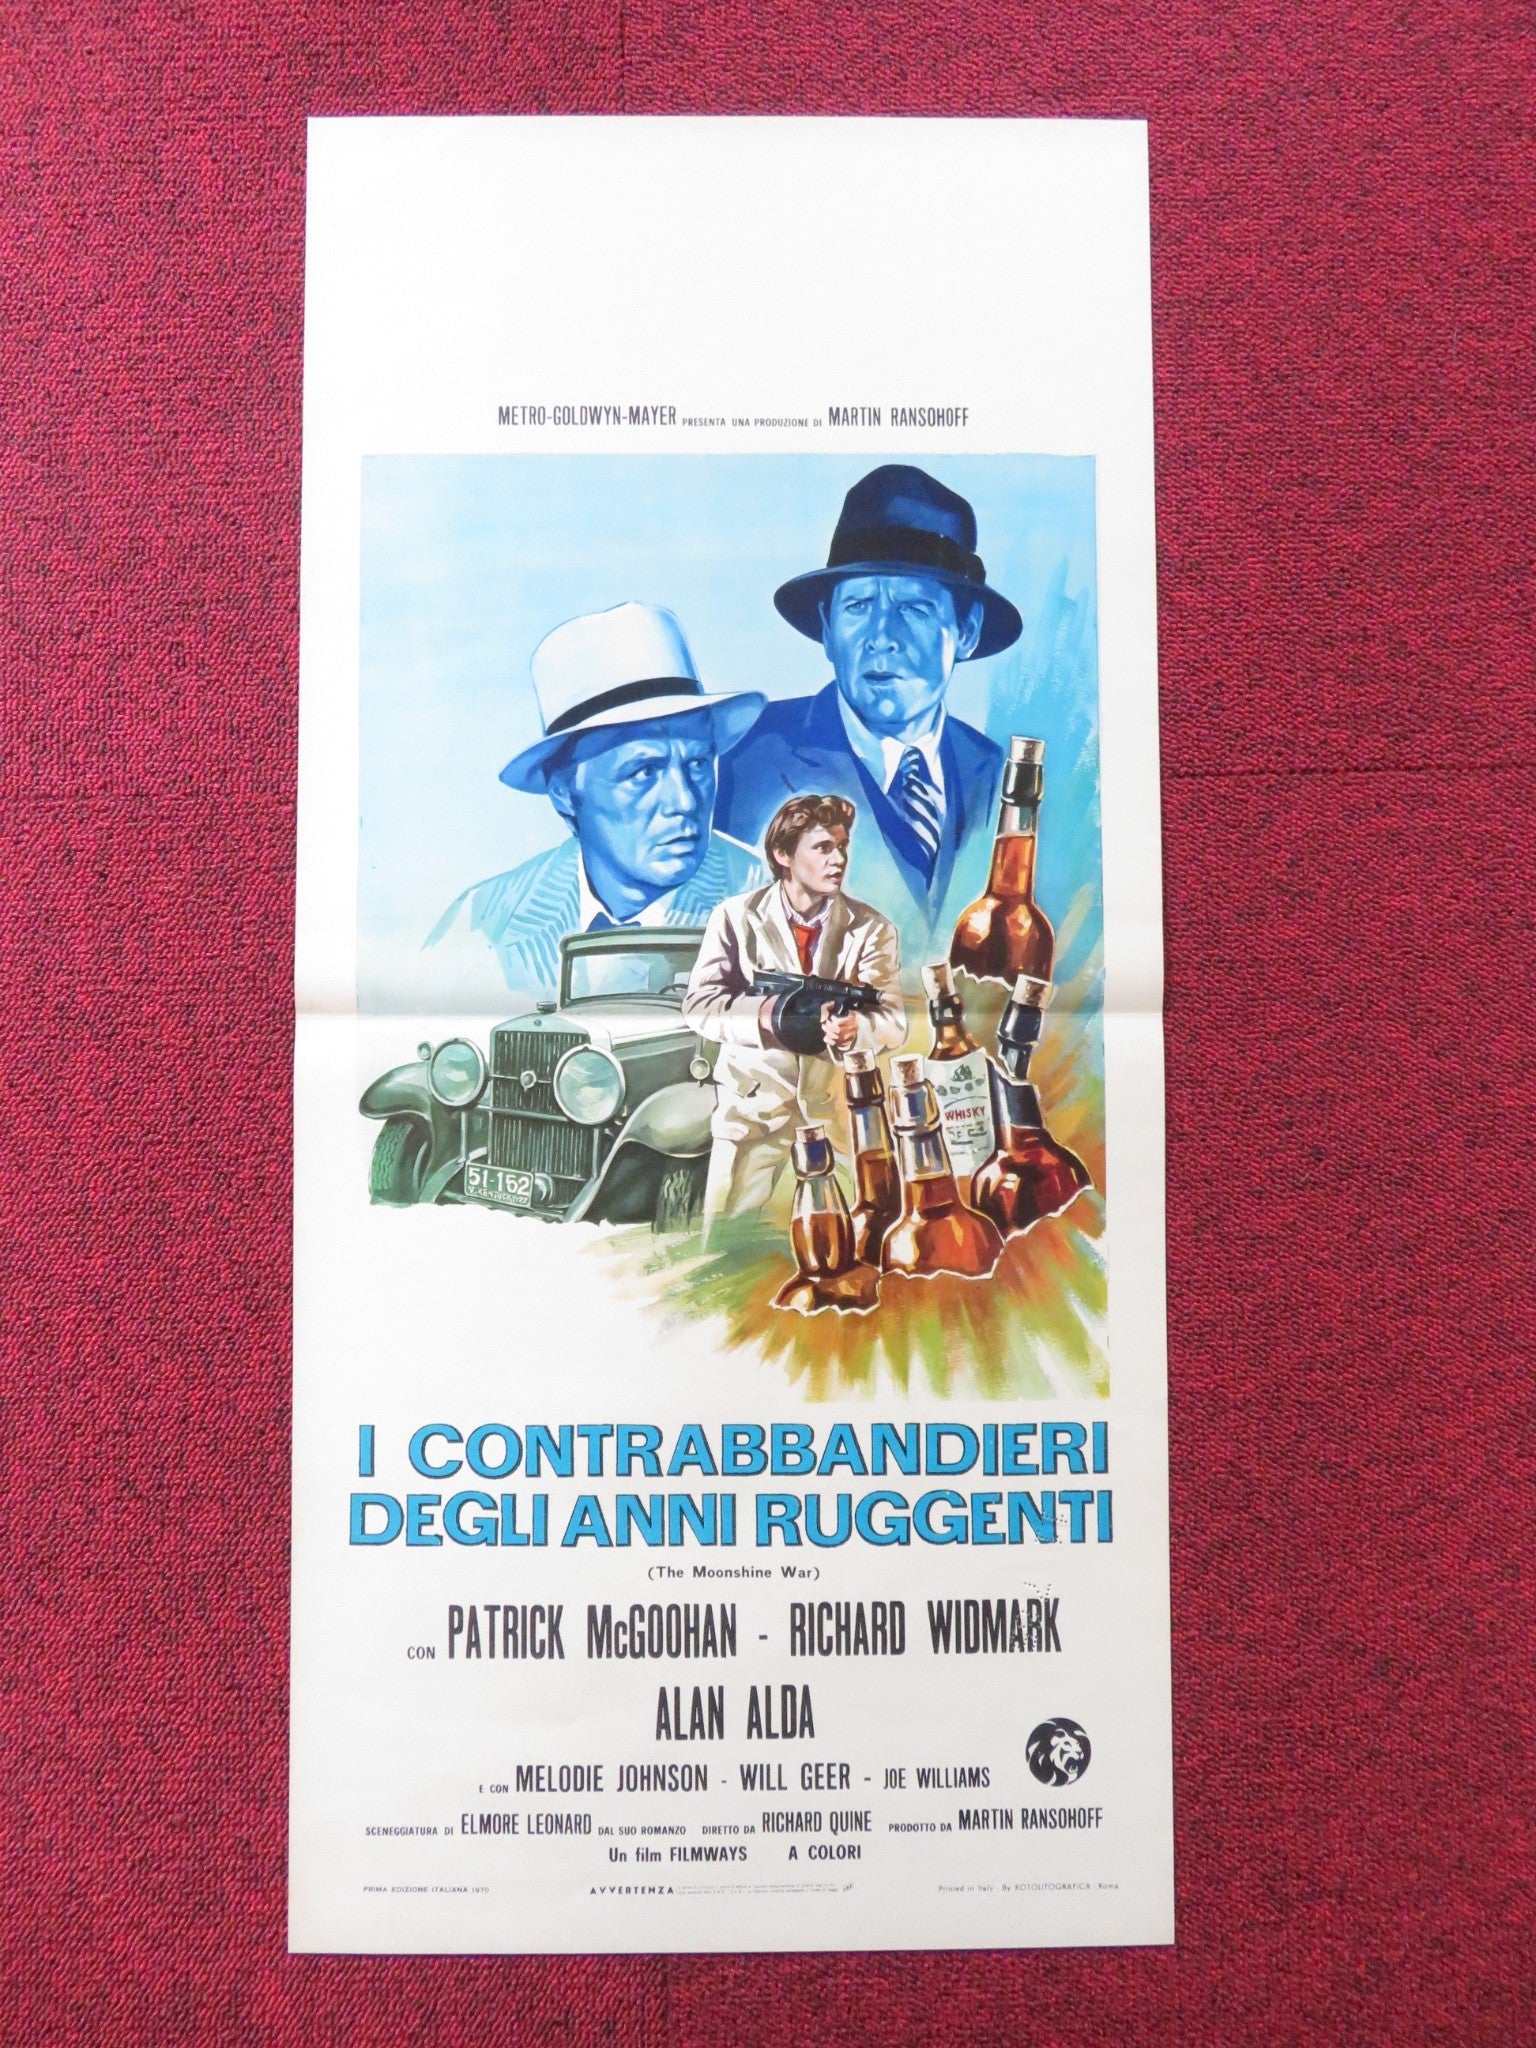 METRO-GOLDWYN-MAYER PRESENTA UNA PRODUZIONE DI MARTIN RANSOHOFF
WHISKY
51-152
KENTUCKY
I CONTRABBANDIERI
DEGLI ANNI RUGGENTI
(The Moonshine War)
CON PATRICK McGOOHAN - RICHARD WIDMARK
ALAN ALDA
E CON MELODIE JOHNSON - WILL GEER - JOE WILLIAMS
SCENEGGIATURA DI ELMORE LEONARD DAL SUO ROMANZO DIRETTO DA RICHARD QUINE PRODOTTO DA MARTIN RANSOHOFF
Un film FILMWAYS A COLORI
PRIMA EDIZIONE ITALIANA 1970
AVVERTENZA
Printed in Italy - By ROTOLITOGRAFICA - Roma